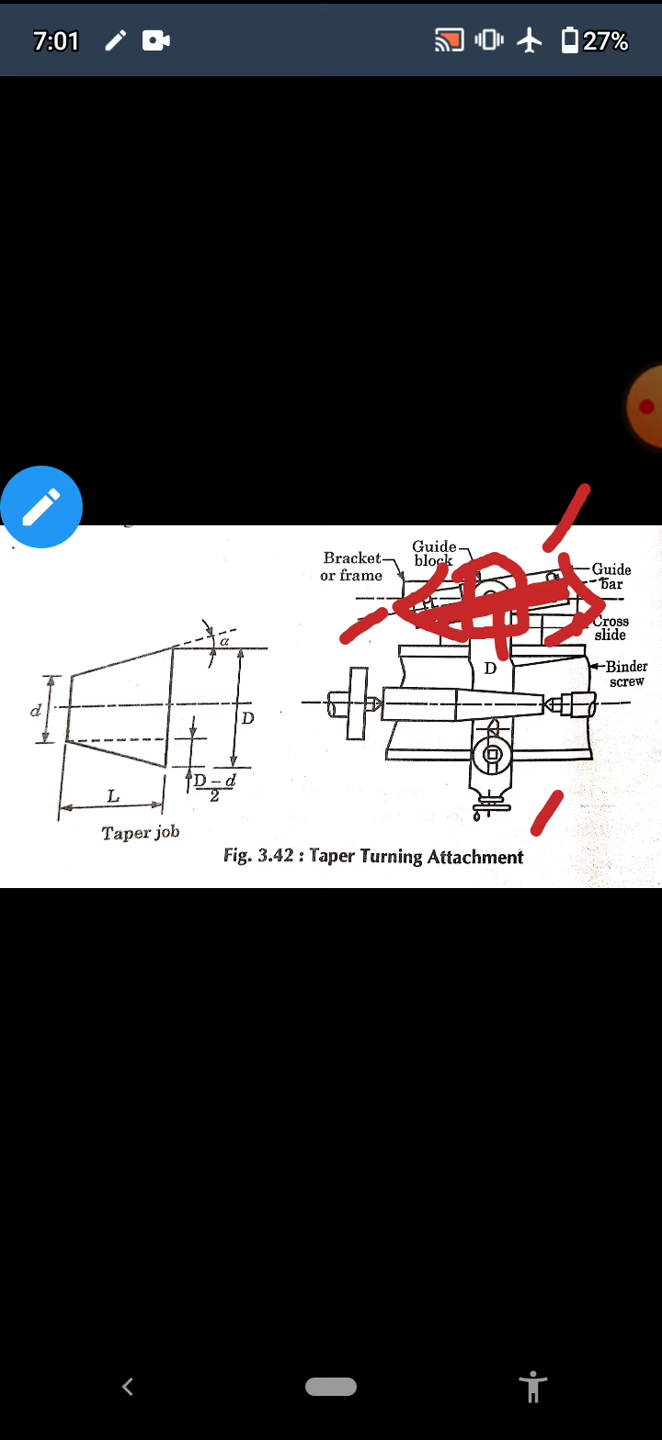 7:01
27%
Guide
block
Bracket
or frame
Guide
bar
Cross
slide
Binder
screw
α
d
D
D
D – d
2
L
Taper job
Fig. 3.42 : Taper Turning Attachment